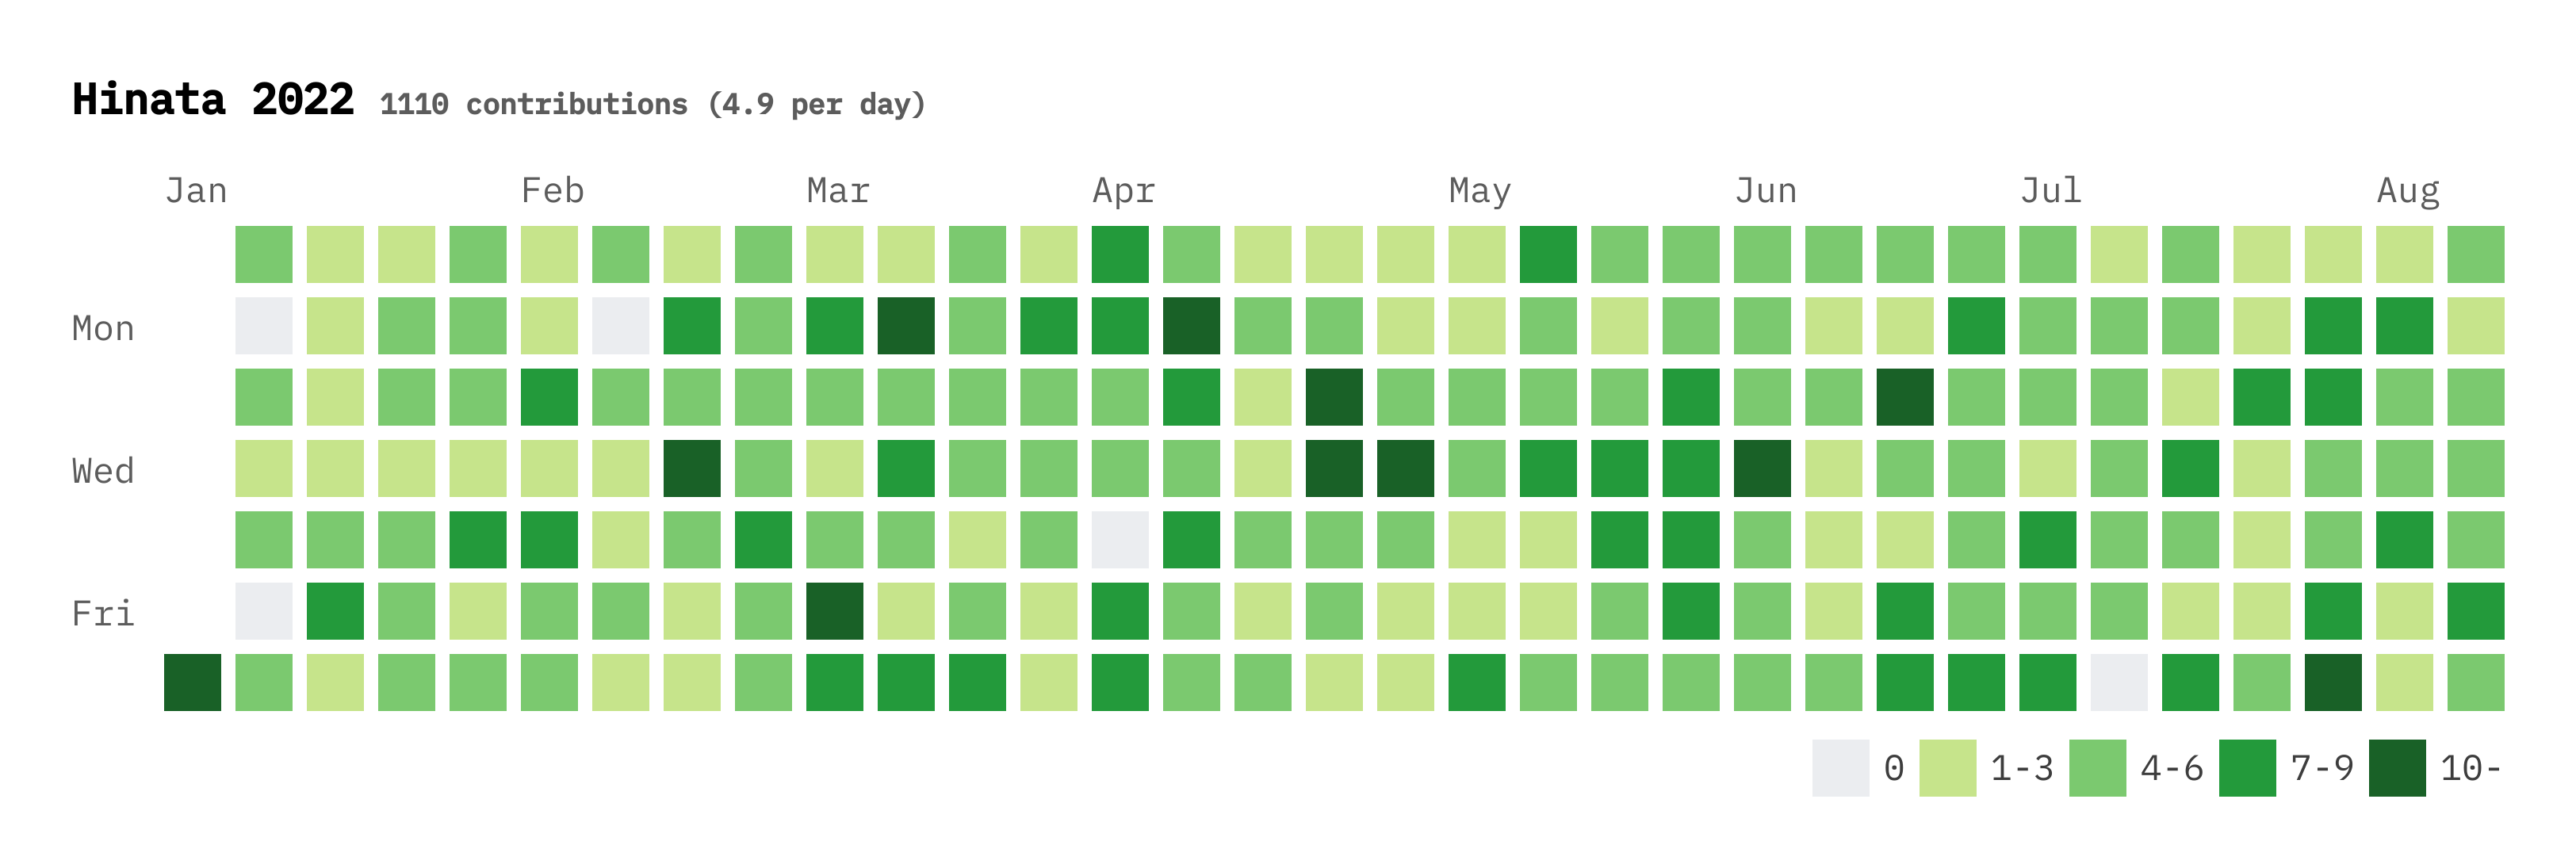 Hinata 2022 1110 contributions (4.9 per day)
Jan Feb Mar Apr May Jun Jul Aug
Mon
Wed
Fri
0 1-3 4-6 7-9 10-